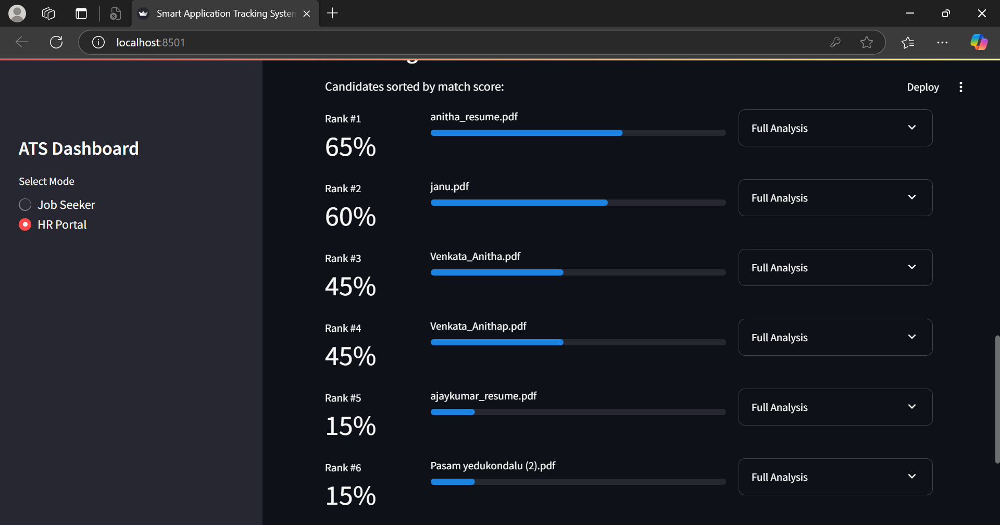 Smart Application Tracking System
localhost:8501
ATS Dashboard
Select Mode
Job Seeker
HR Portal
Candidates sorted by match score:
Deploy
Rank #1
65%
anitha_resume.pdf
Full Analysis
Rank #2
60%
janu.pdf
Full Analysis
Rank #3
45%
Venkata_Anitha.pdf
Full Analysis
Rank #4
45%
Venkata_Anithap.pdf
Full Analysis
Rank #5
15%
ajaykumar_resume.pdf
Full Analysis
Rank #6
15%
Pasam yedukondalu (2).pdf
Full Analysis